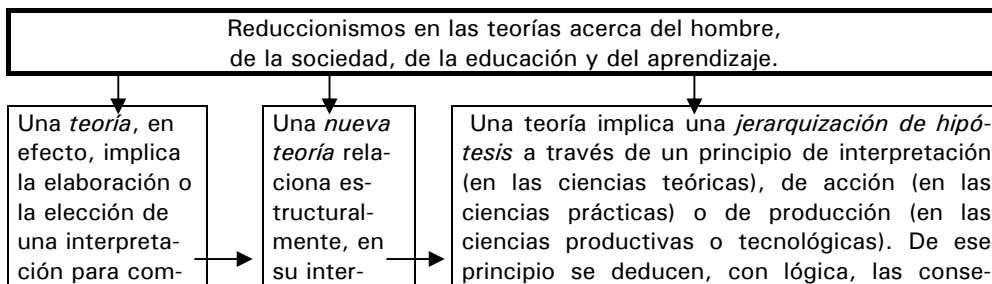 Reduccionismos en las teorías acerca del hombre,
de la sociedad, de la educación y del aprendizaje.
Una teoría, en
efecto, implica
la elaboración o
la elección de
una interpreta-
ción para com-
Una nueva
teoría rela-
ciona es-
tructural-
mente, en
su inter-
Una teoría implica una jerarquización de hipó-
tesis a través de un principio de interpretación
(en las ciencias teóricas), de acción (en las
ciencias prácticas) o de producción (en las
ciencias productivas o tecnológicas). De ese
principio se deducen, con lógica, las conse-